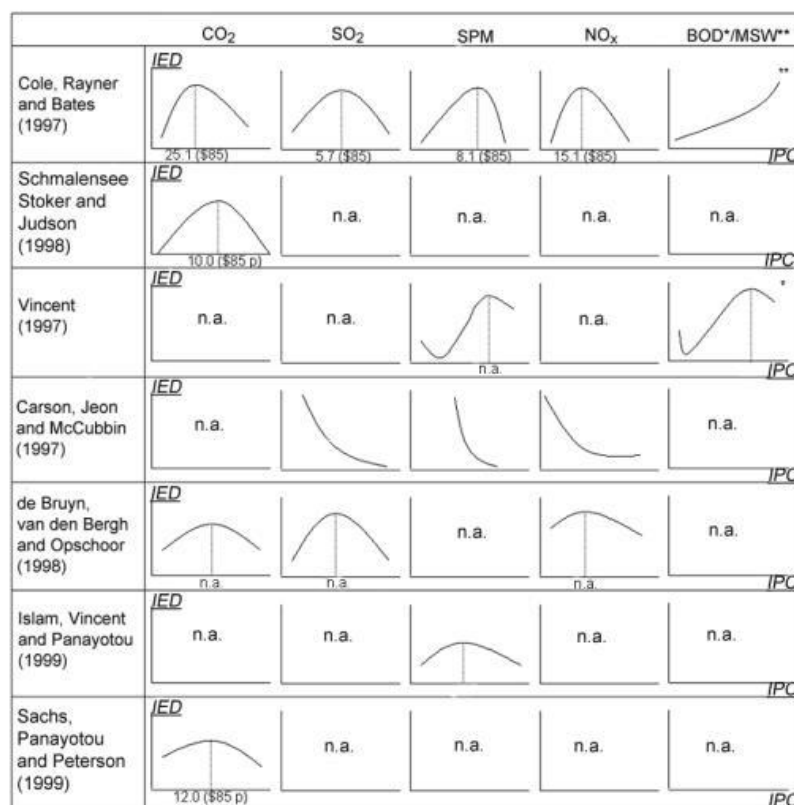 CO2 SO2 SPM NOX BOD*/MSW**
IED
Cole, Rayner
and Bates
(1997)
**
25.1 ($85) 5.7 ($85) 8.1 ($85) 15.1 ($85) IPC
Schmalensee
Stoker and
Judson
(1998)
IED
n.a. n.a. n.a. n.a.
10.0 ($85 p) IPC
Vincent
(1997)
IED
*
n.a. n.a. n.a.
n.a. IPC
Carson, Jeon
and McCubbin
(1997)
IED
n.a. n.a.
IPC
de Bruyn,
van den Bergh
and Opschoor
(1998)
IED
n.a. n.a.
n.a. n.a. n.a. IPC
Islam, Vincent
and Panayotou
(1999)
IED
n.a. n.a. n.a. n.a.
IPC
Sachs,
Panayotou
and Peterson
(1999)
IED
n.a. n.a. n.a. n.a.
12.0 ($85 p) IPC